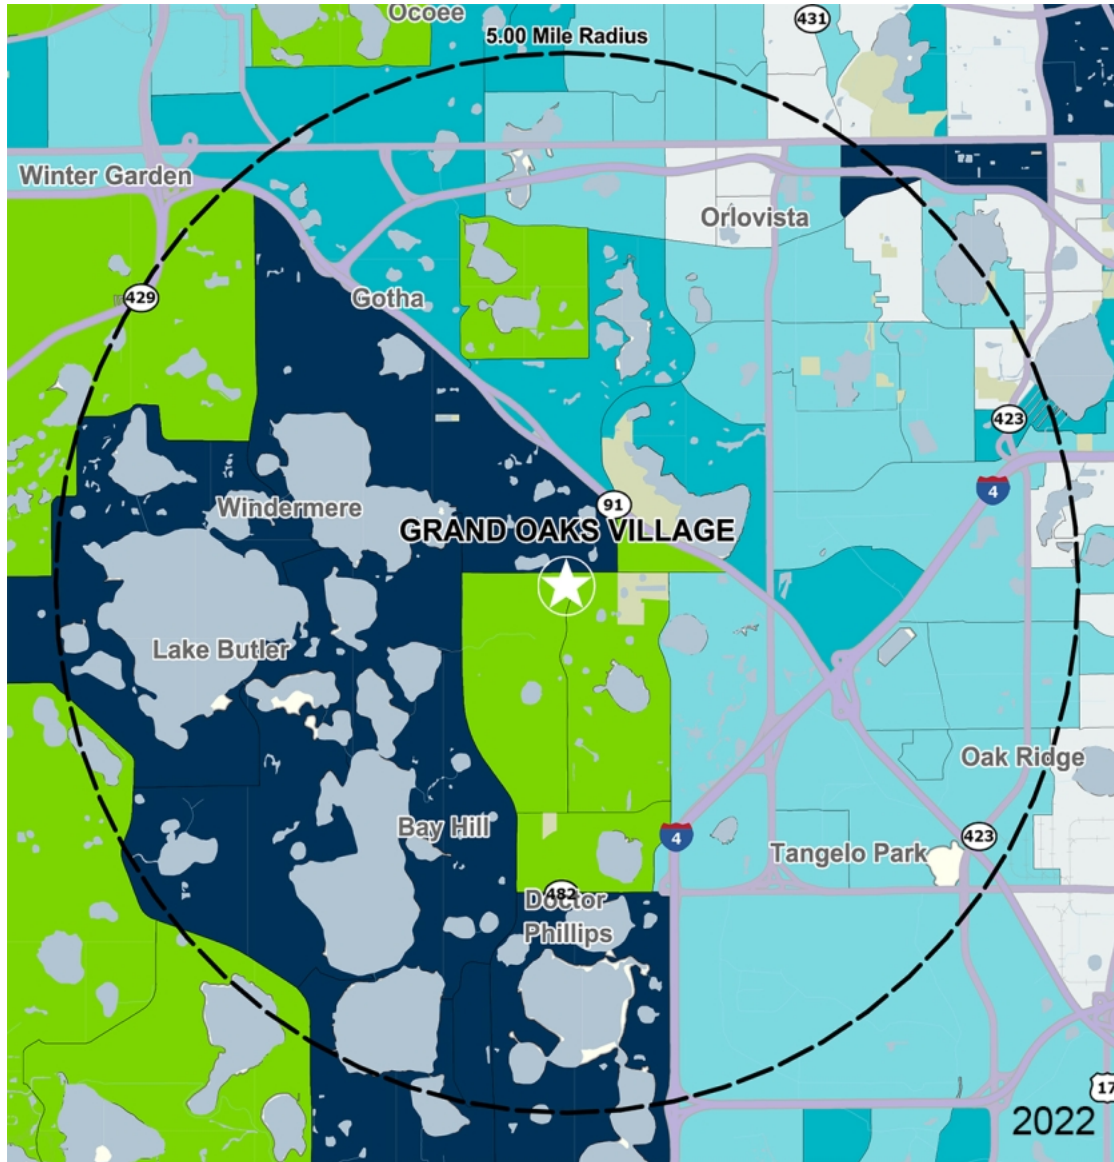 Ocoee
431
5.00 Mile Radius
Winter Garden
Orlovista
429
Gotha
423
4
91
Windermere
GRAND OAKS VILLAGE
Lake Butler
Oak Ridge
Bay Hill
4
423
Tangelo Park
482
Doctor
Phillips
17
2022